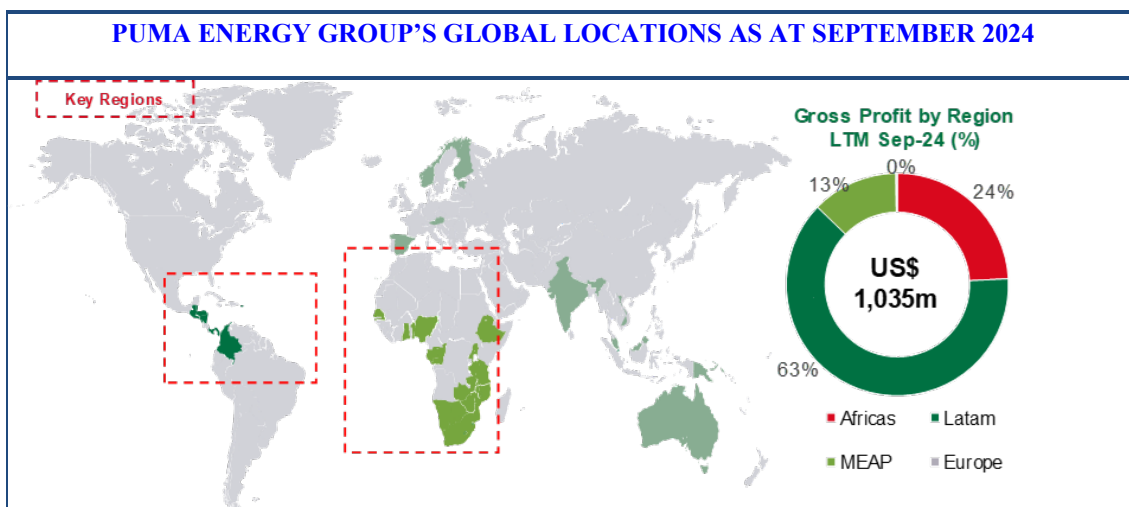 PUMA ENERGY GROUP'S GLOBAL LOCATIONS AS AT SEPTEMBER 2024
Key Regions
Gross Profit by Region
LTM Sep-24 (%)
0%
13%
24%
US$
1,035m
63%
Africas
Latam
MEAP
Europe